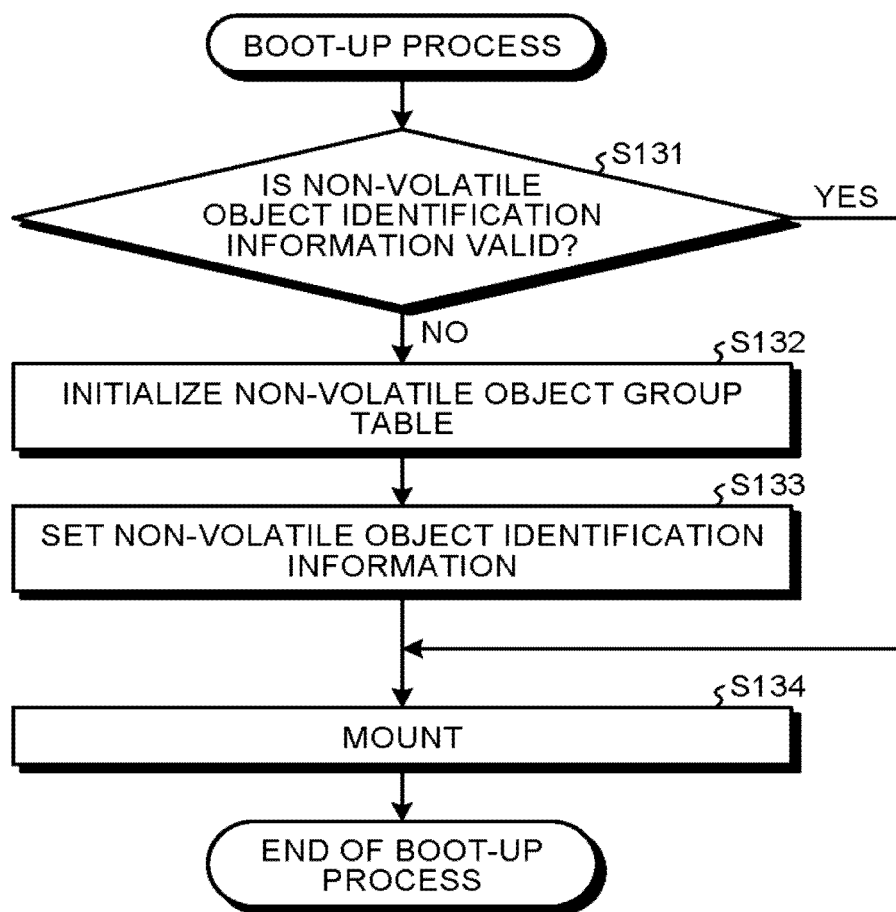 BOOT-UP PROCESS
S131
IS NON-VOLATILE
OBJECT IDENTIFICATION
INFORMATION VALID?
YES
NO
S132
INITIALIZE NON-VOLATILE OBJECT GROUP
TABLE
S133
SET NON-VOLATILE OBJECT IDENTIFICATION
INFORMATION
S134
MOUNT
END OF BOOT-UP
PROCESS